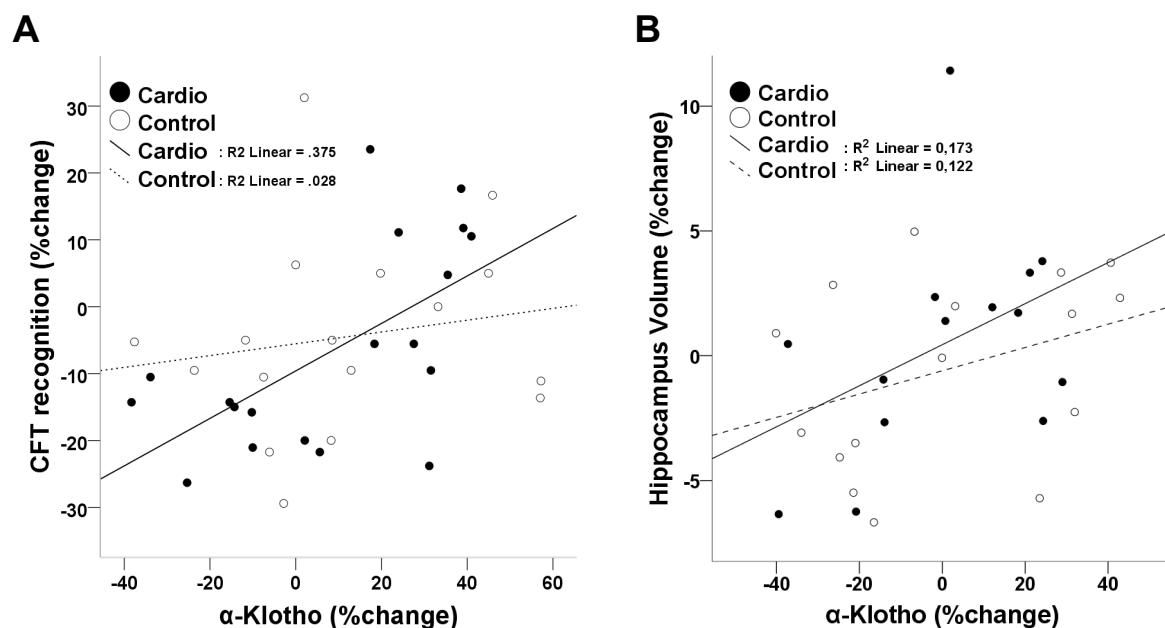 A
Cardio
Control
Cardio : R2 Linear = .375
Control : R2 Linear = .028
CFT recognition (%change)
30
20
10
0
-10
-20
-30
-40 -20 0 20 40 60
α-Klotho (%change)
B
Cardio
Control
Cardio : R² Linear = 0,173
Control : R² Linear = 0,122
Hippocampus Volume (%change)
10
5
0
-5
-40 -20 0 20 40
α-Klotho (%change)